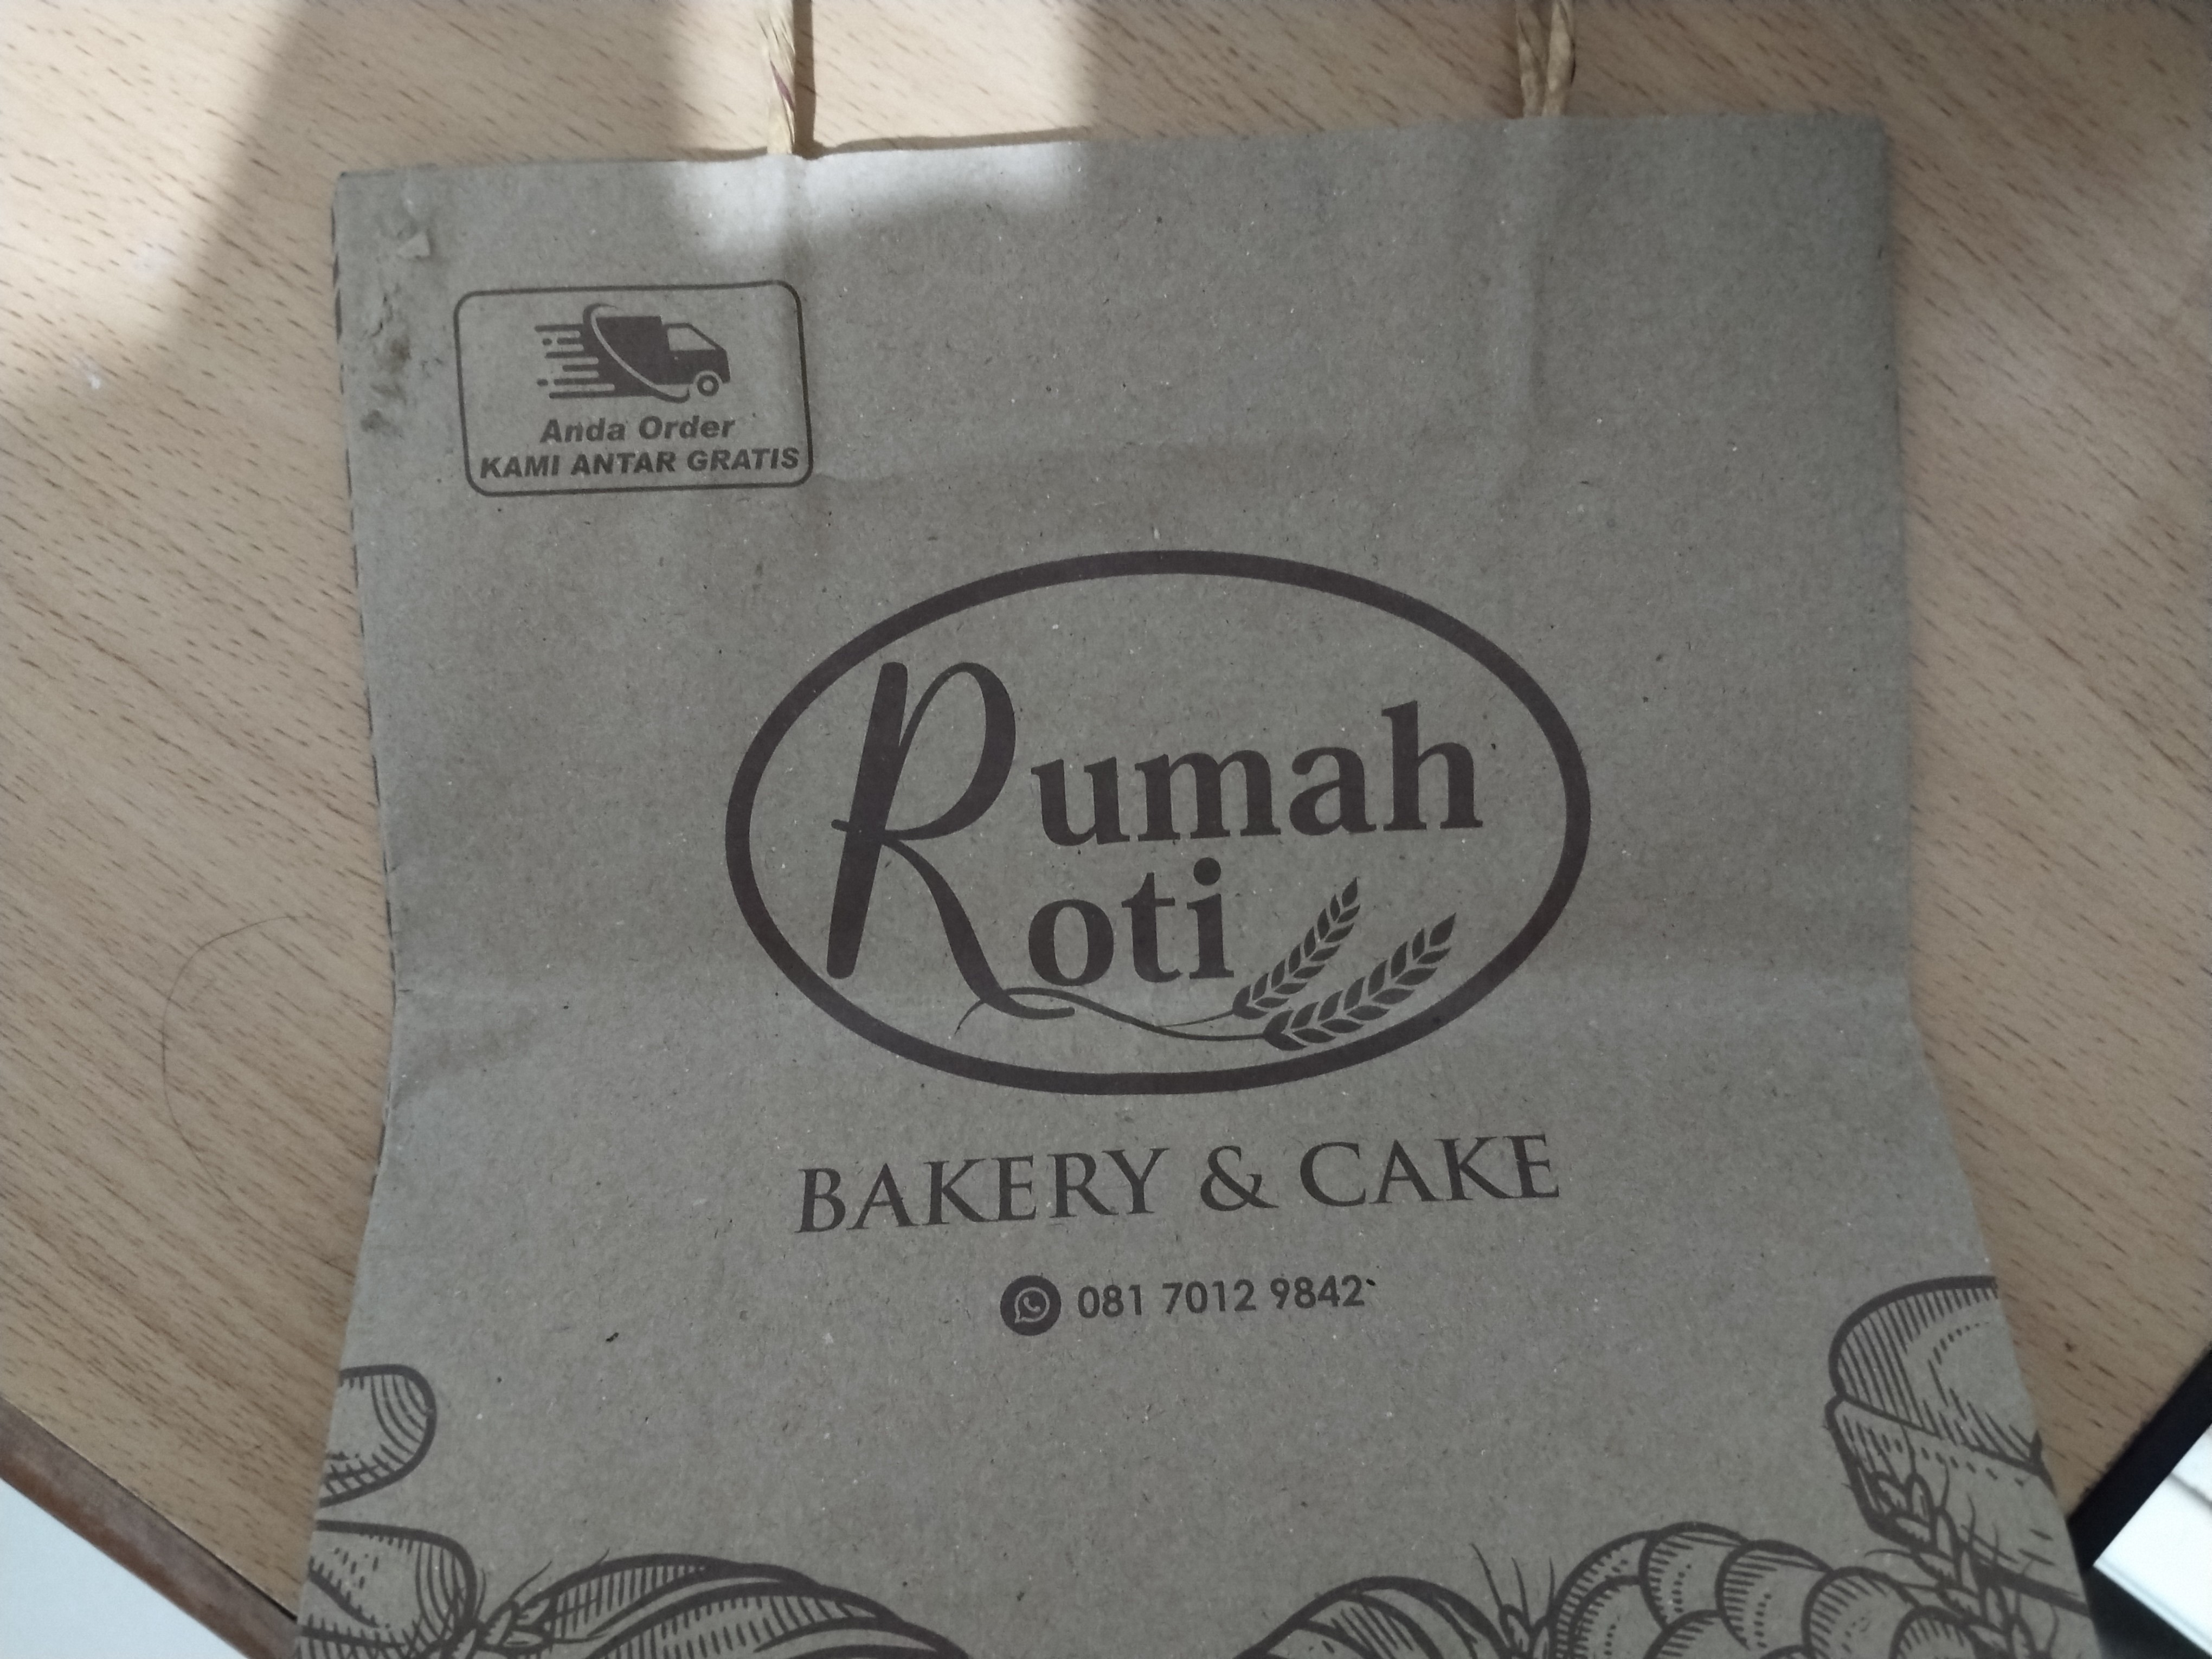 Anda Order
KAMI ANTAR GRATIS
Rumah
Roti
BAKERY & CAKE
081 7012 9842